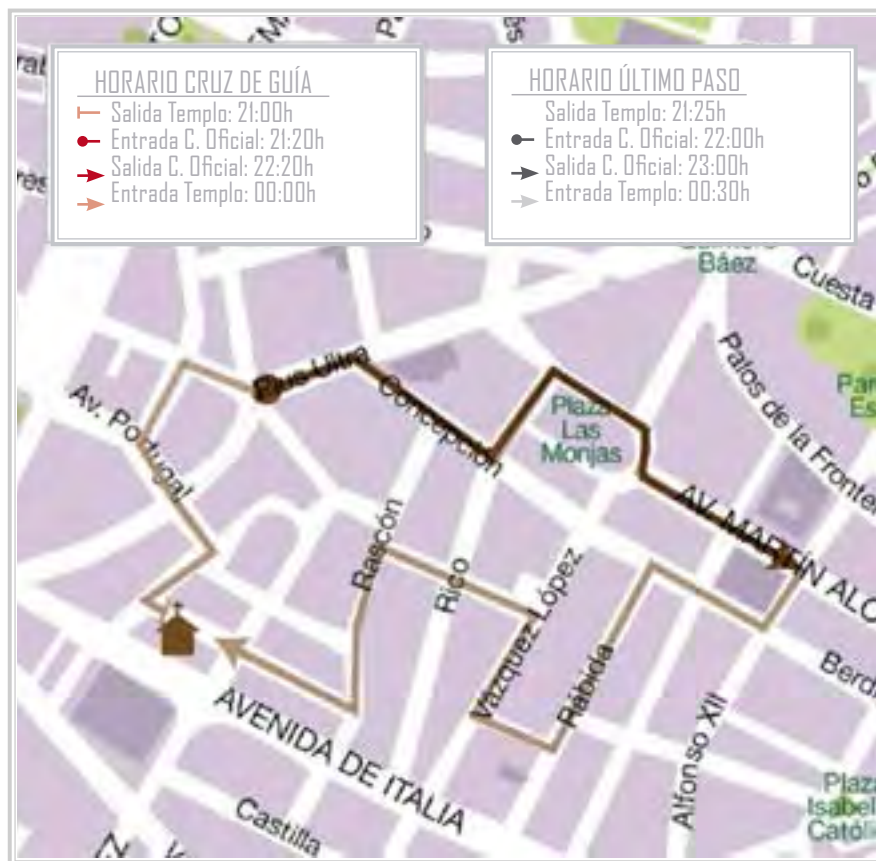 HORARIO CRUZ DE GUÍA
Salida Templo: 21:00h
Entrada C. Oficial: 21:20h
Salida C. Oficial: 22:20h
Entrada Templo: 00:00h
HORARIO ÚLTIMO PASO
Salida Templo: 21:25h
Entrada C. Oficial: 22:00h
Salida C. Oficial: 23:00h
Entrada Templo: 00:30h
Báez
Cuesta
Palos de la Fronter
Concepción
Av. Portugal
Plaza
Las
Monjas
AV. MARTÍN ALO
Rascón
Rico
Vázquez López
Rábida
Alfonso XII
Berdi
AVENIDA DE ITALIA
Castilla
Plaza
Isabel
Católi